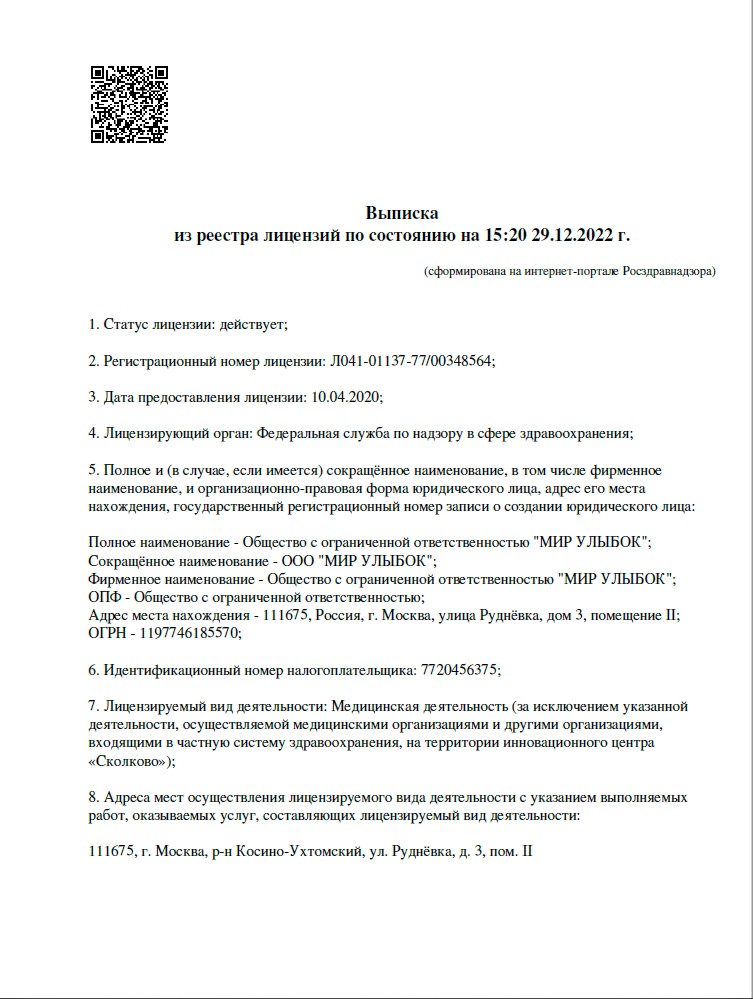 Выписка
из реестра лицензий по состоянию на 15:20 29.12.2022 г.
(сформирована на интернет-портале Росздравнадзора)
1. Статус лицензии: действует;
2. Регистрационный номер лицензии: Л041-01137-77/00348564;
3. Дата предоставления лицензии: 10.04.2020;
4. Лицензирующий орган: Федеральная служба по надзору в сфере здравоохранения;
5. Полное и (в случае, если имеется) сокращённое наименование, в том числе фирменное
наименование, и организационно-правовая форма юридического лица, адрес его места
нахождения, государственный регистрационный номер записи о создании юридического лица:
Полное наименование - Общество с ограниченной ответственностью "МИР УЛЫБОК";
Сокращённое наименование - ООО "МИР УЛЫБОК";
Фирменное наименование - Общество с ограниченной ответственностью "МИР УЛЫБОК";
ОПФ - Общество с ограниченной ответственностью;
Адрес места нахождения - 111675, Россия, г. Москва, улица Руднёвка, дом 3, помещение II;
ОГРН - 1197746185570;
6. Идентификационный номер налогоплательщика: 7720456375;
7. Лицензируемый вид деятельности: Медицинская деятельность (за исключением указанной
деятельности, осуществляемой медицинскими организациями и другими организациями,
входящими в частную систему здравоохранения, на территории инновационного центра
«Сколково»);
8. Адреса мест осуществления лицензируемого вида деятельности с указанием выполняемых
работ, оказываемых услуг, составляющих лицензируемый вид деятельности:
111675, г. Москва, р-н Косино-Ухтомский, ул. Руднёвка, д. 3, пом. II